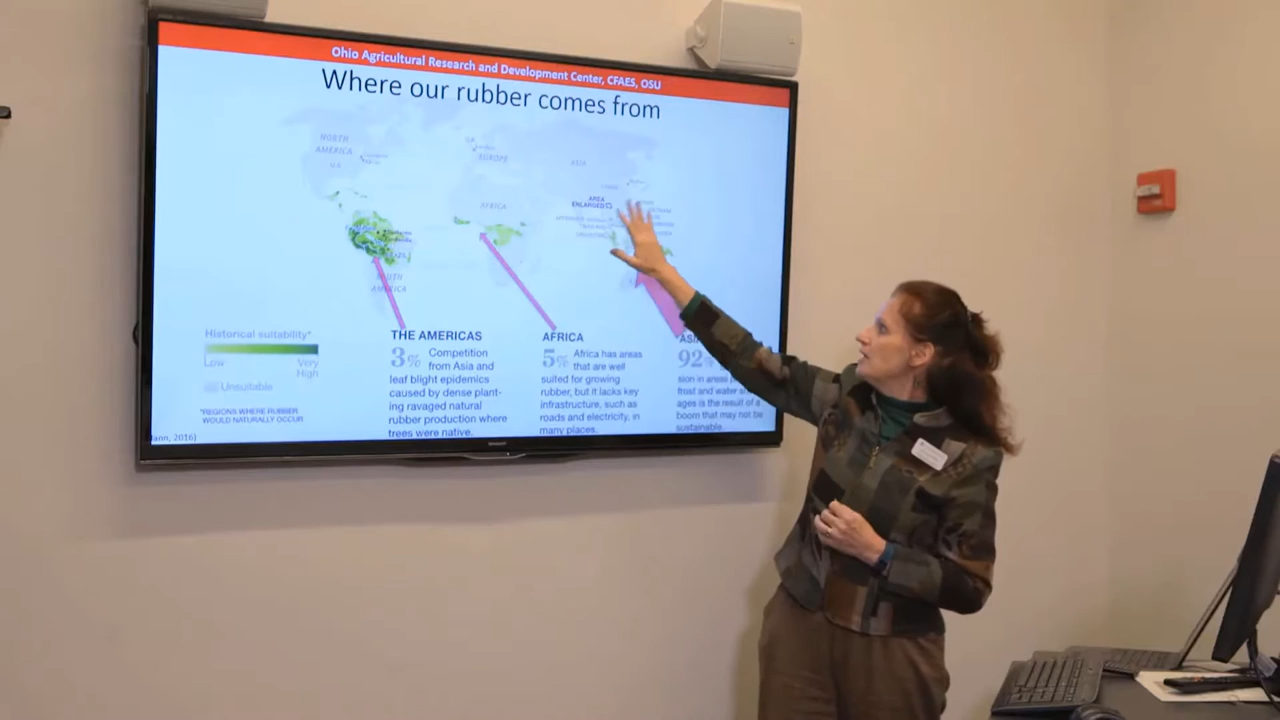 Ohio Agricultural Research and Development Center, CFAES, OSU
Where our rubber comes from
NORTH
AMERICA
U.S.
EUROPE
ASIA
AFRICA
AREA
ENLARGED
SOUTH
AMERICA
Historical suitability*
Low
Very
High
Unsuitable
*REGIONS WHERE RUBBER
WOULD NATURALLY OCCUR
2016)
THE AMERICAS
3% Competition
from Asia and
leaf blight epidemics
caused by dense plant-
ing ravaged natural
rubber production where
trees were native.
AFRICA
5% Africa has areas
that are well
suited for growing
rubber, but it lacks key
infrastructure, such as
roads and electricity, in
many places.
92
sion in areas
frost and water
ages is the result of a
boom that may not be
sustainable.
SHARP